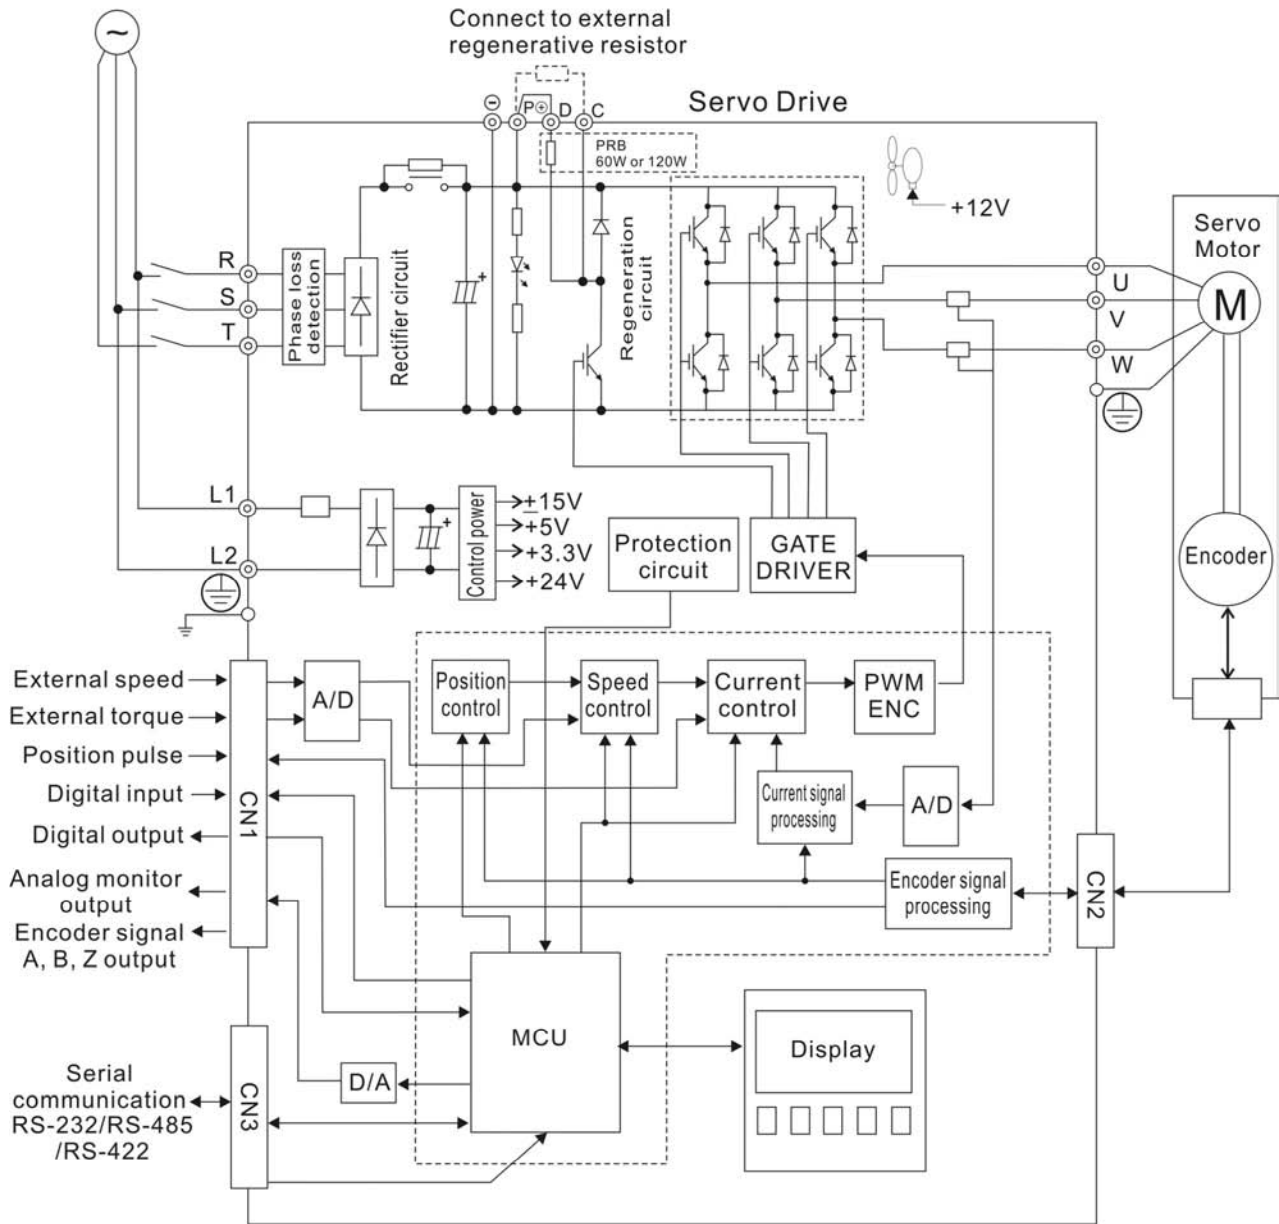 Connect to external
regenerative resistor
~
Servo Drive
⊖
P⊕
D
C
PRB
60W or 120W
+12V
Servo
Motor
R
S
T
Phase loss
detection
Rectifier circuit
+
Regeneration
circuit
U
V
W
M
L1
L2
+
Control power
±15V
+5V
+3.3V
+24V
Protection
circuit
GATE
DRIVER
Encoder
External speed
External torque
Position pulse
Digital input
Digital output
Analog monitor
output
Encoder signal
A, B, Z output
CN1
A/D
Position
control
Speed
control
Current
control
PWM
ENC
Current signal
processing
A/D
Encoder signal
processing
CN2
MCU
Display
D/A
Serial
communication
RS-232/RS-485
/RS-422
CN3